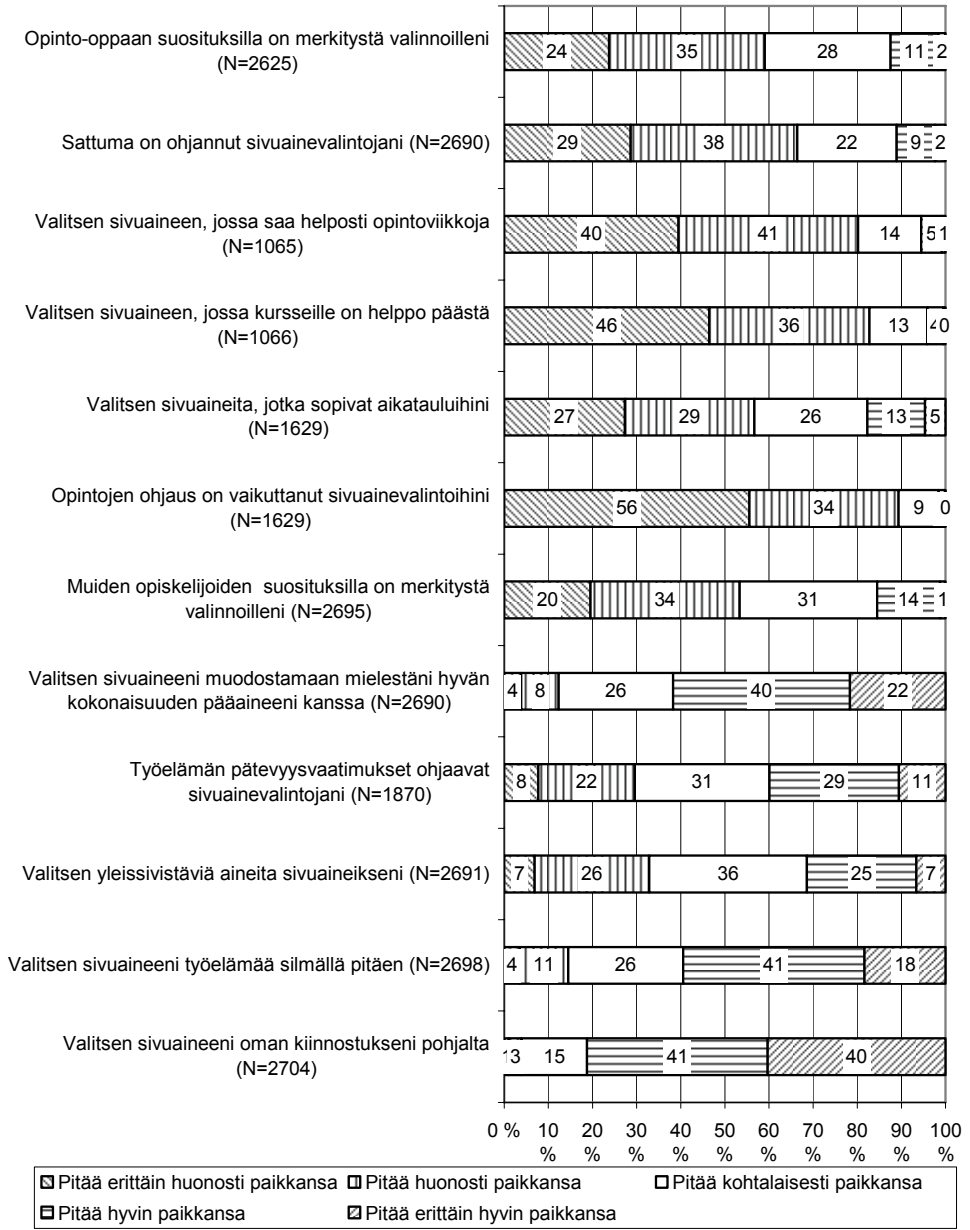 Opinto-oppaan suosituksilla on merkitystä valinnoilleni
(N=2625)
24 35 28 11 2
Sattuma on ohjannut sivuainevalintojani (N=2690)
29 38 22 9 2
Valitsen sivuaineen, jossa saa helposti opintoviikkoja
(N=1065)
40 41 14 5 1
Valitsen sivuaineen, jossa kursseille on helppo päästä
(N=1066)
46 36 13 4 0
Valitsen sivuaineita, jotka sopivat aikatauluihini
(N=1629)
27 29 26 13 5
Opintojen ohjaus on vaikuttanut sivuainevalintoihini
(N=1629)
56 34 9 0
Muiden opiskelijoiden suosituksilla on merkitystä
valinnoilleni (N=2695)
20 34 31 14 1
Valitsen sivuaineeni muodostamaan mielestäni hyvän
kokonaisuuden pääaineeni kanssa (N=2690)
4 8 26 40 22
Työelämän pätevyysvaatimukset ohjaavat
sivuainevalintojani (N=1870)
8 22 31 29 11
Valitsen yleissivistäviä aineita sivuaineikseni (N=2691)
7 26 36 25 7
Valitsen sivuaineeni työelämää silmällä pitäen (N=2698)
4 11 26 41 18
Valitsen sivuaineeni oman kiinnostukseni pohjalta
(N=2704)
1 3 15 41 40
0 % 10 20 30 40 50 60 70 80 90 100
% % % % % % % % % %
Pitää erittäin huonosti paikkansa Pitää huonosti paikkansa Pitää kohtalaisesti paikkansa
Pitää hyvin paikkansa Pitää erittäin hyvin paikkansa